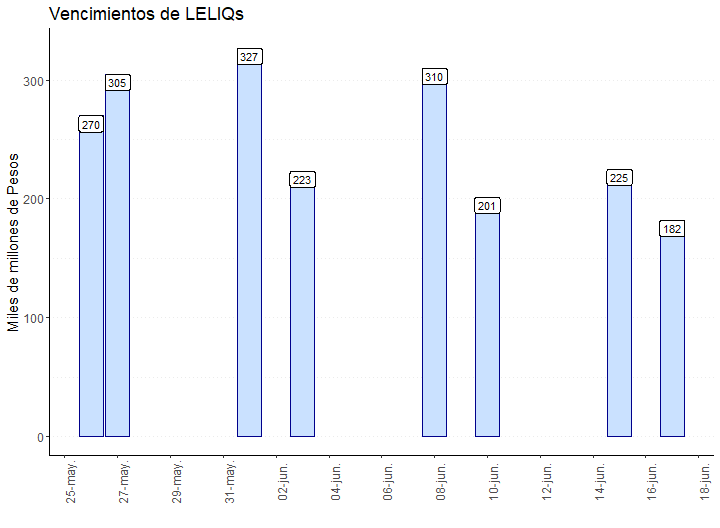 Vencimientos de LELIQs
Miles de millones de Pesos
300
200
100
0
270
305
327
223
310
201
225
182
25-may.
27-may.
29-may.
31-may.
02-jun.
04-jun.
06-jun.
08-jun.
10-jun.
12-jun.
14-jun.
16-jun.
18-jun.